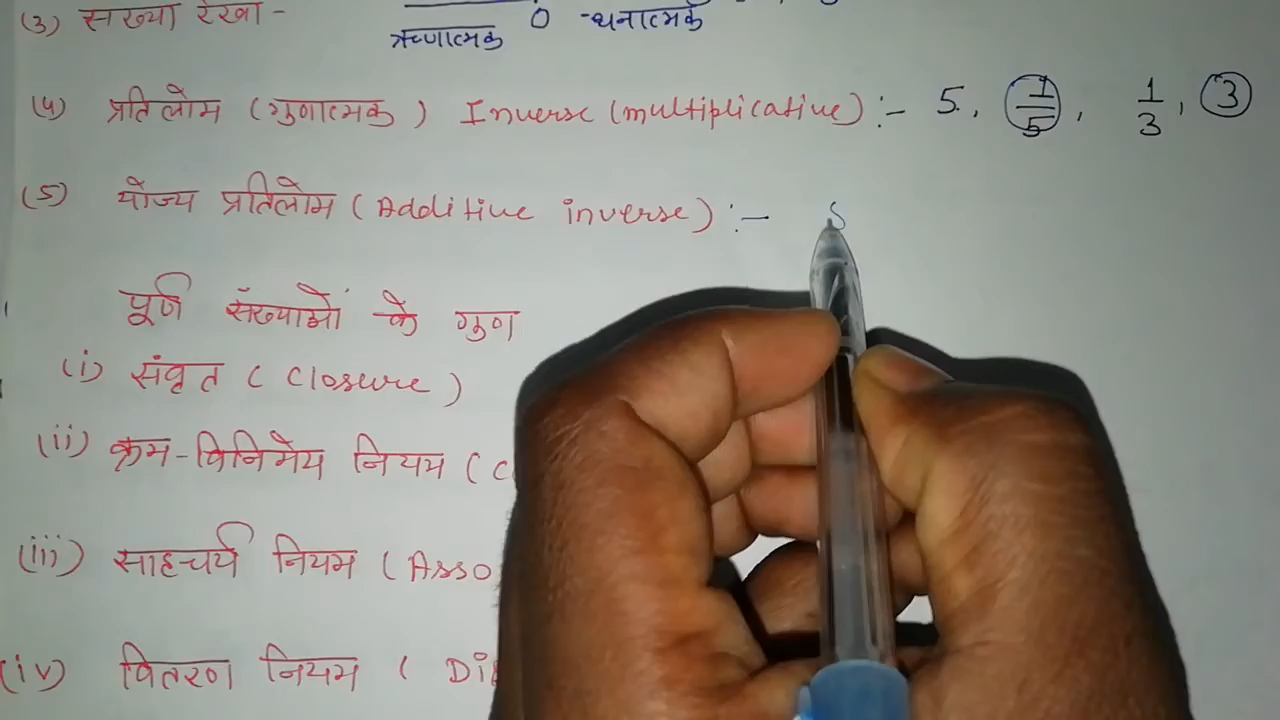 (3) संख्या रेखा -
ऋणात्मक 0 -धनात्मक
(4) प्रतिलोम (गुणात्मक) Inverse (multiplicative) :- 5, 1/5, 1/3, 3
(5) योज्य प्रतिलोम (Additive inverse) :- 5
पूर्ण संख्याओं के गुण
(i) संवृत (Closure)
(ii) क्रम-विनिमेय नियम (C
(iii) साहचर्य नियम (Asso
(iv) वितरण नियम ( Di